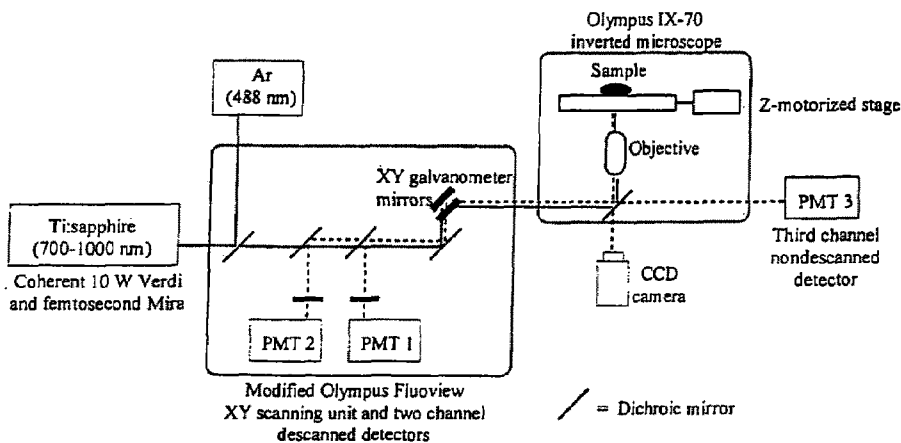 Olympus IX-70
inverted microscope
Sample
Z-motorized stage
Objective
Ar
(488 nm)
XY galvanometer
mirrors
Ti:sapphire
(700-1000 nm)
Coherent 10 W Verdi
and femtosecond Mira
PMT 3
Third channel
nondescanned
detector
CCD
camera
PMT 2
PMT 1
Modified Olympus Fluoview
XY scanning unit and two channel
descanned detectors
= Dichroic mirror